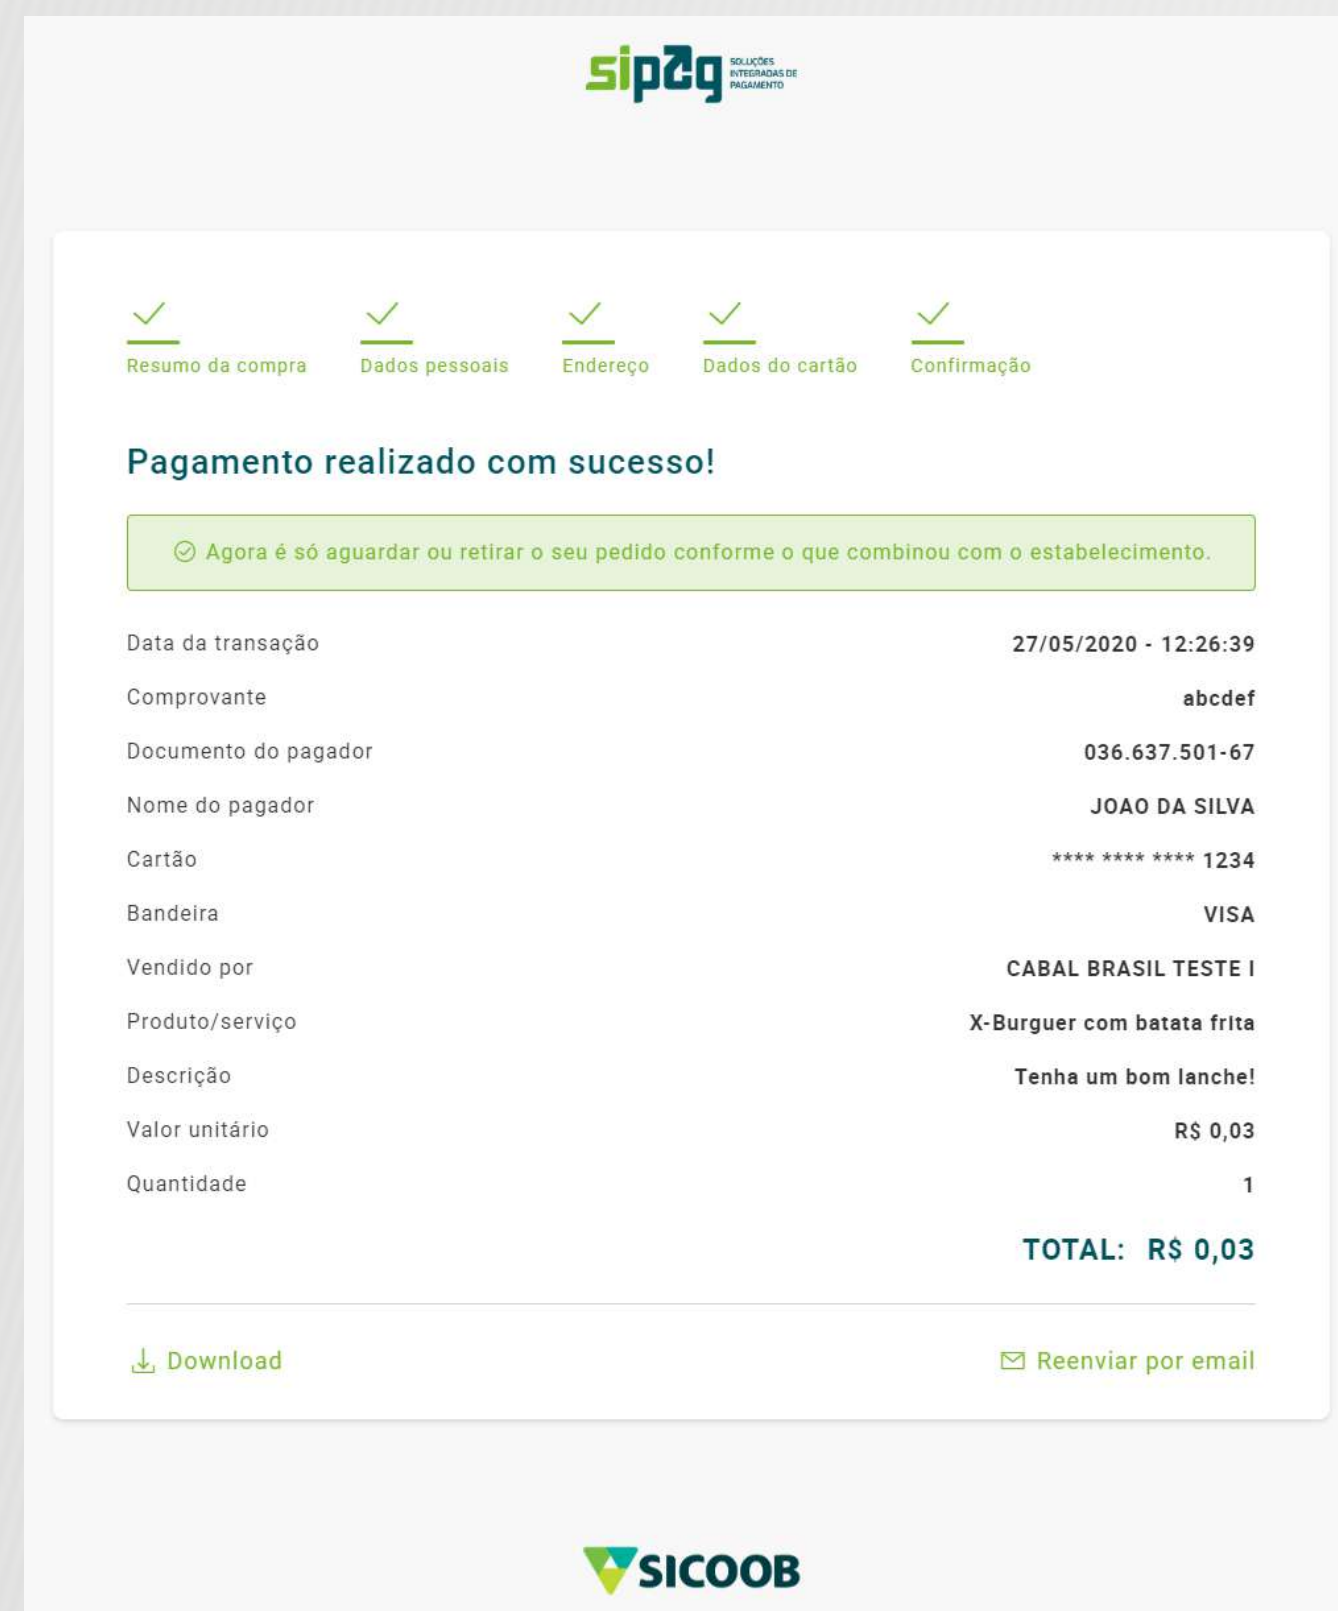 sipag SOLUÇÕES
INTEGRADAS DE
PAGAMENTO
Resumo da compra Dados pessoais Endereço Dados do cartão Confirmação
Pagamento realizado com sucesso!
Agora é só aguardar ou retirar o seu pedido conforme o que combinou com o estabelecimento.
Data da transação 27/05/2020 - 12:26:39
Comprovante abcdef
Documento do pagador 036.637.501-67
Nome do pagador JOAO DA SILVA
Cartão **** **** **** 1234
Bandeira VISA
Vendido por CABAL BRASIL TESTE I
Produto/serviço X-Burguer com batata frita
Descrição Tenha um bom lanche!
Valor unitário R$ 0,03
Quantidade 1
TOTAL: R$ 0,03
Download Reenviar por email
SICOOB